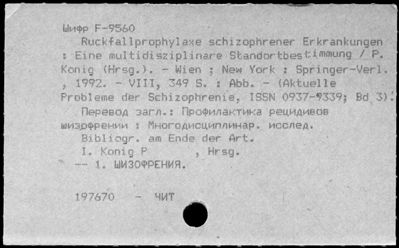 Шифр F-9560
Ruckfallprophylaxe schizophrener Erkrankungen
: Eine multidisziplinare Standortbestimmung / P.
Konig (Hrsg.). - Wien ; New York : Springer-Verl.
, 1992. - VIII, 349 S. : Abb. - (Aktuelle
Probleme der Schizophrenie, ISSN 0937-9339; Bd 3).
Перевод загл.: Профилактика рецидивов
шизофрении : Многодисциплинар. исслед.
Bibliogr. am Ende der Art.
I. Konig P , Hrsg.
-- 1. ШИЗОФРЕНИЯ.
197670 - ЧИТ